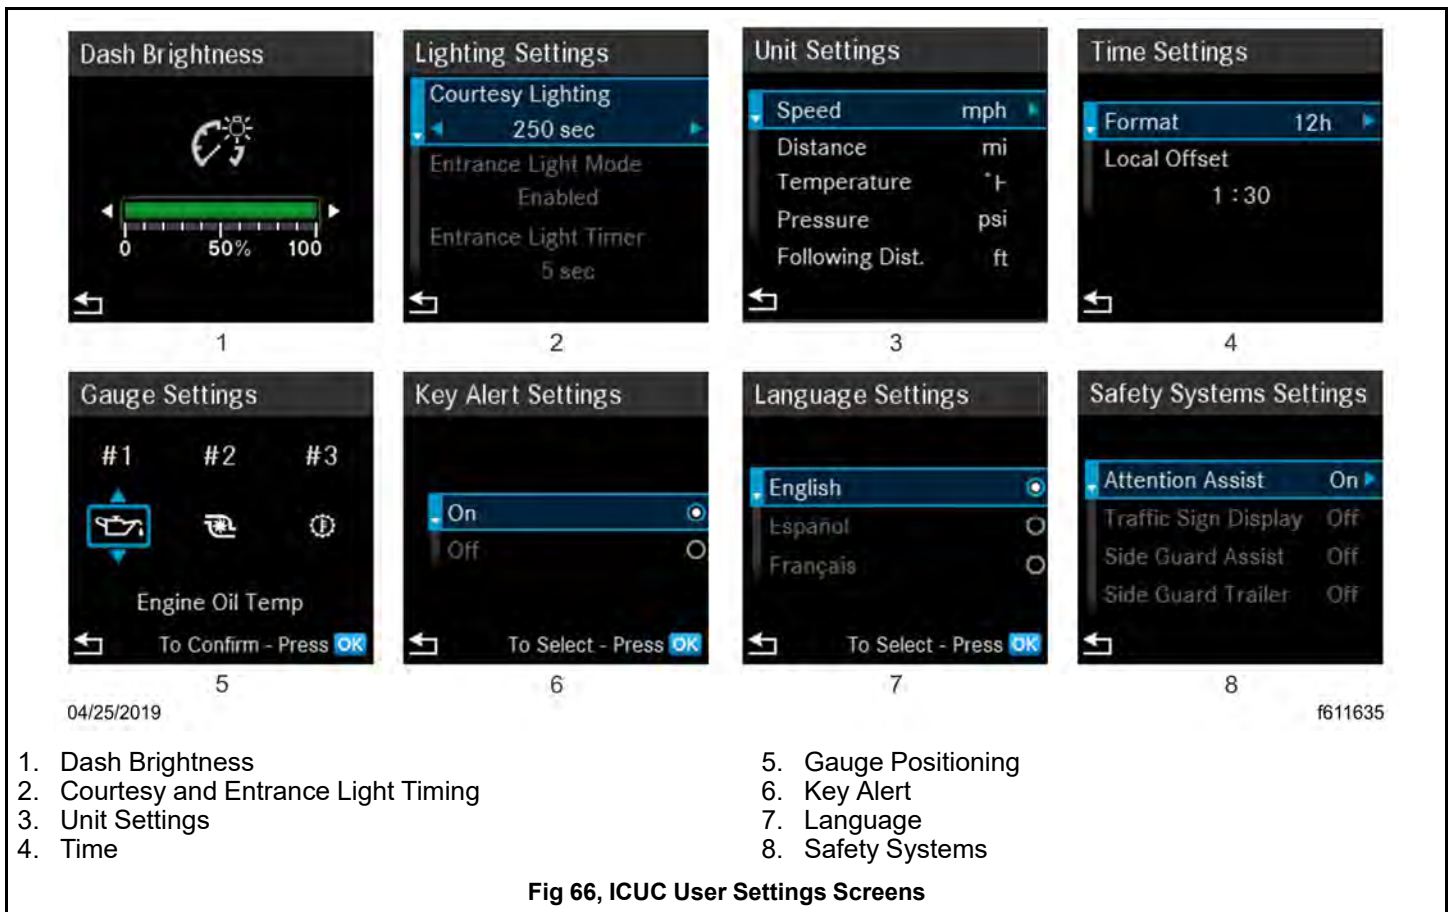 Dash Brightness
0 50% 100
1
Lighting Settings
Courtesy Lighting
250 sec
Entrance Light Mode
Enabled
Entrance Light Timer
5 sec
2
Unit Settings
Speed mph
Distance mi
Temperature °F
Pressure psi
Following Dist. ft
3
Time Settings
Format 12h
Local Offset
1 : 30
4
Gauge Settings
#1 #2 #3
Engine Oil Temp
To Confirm - Press OK
5
Key Alert Settings
On
Off
To Select - Press OK
6
Language Settings
English
Español
Français
To Select - Press OK
7
Safety Systems Settings
Attention Assist On
Traffic Sign Display Off
Side Guard Assist Off
Side Guard Trailer Off
8
04/25/2019 f611635
1. Dash Brightness
2. Courtesy and Entrance Light Timing
3. Unit Settings
4. Time
5. Gauge Positioning
6. Key Alert
7. Language
8. Safety Systems
Fig 66, ICUC User Settings Screens